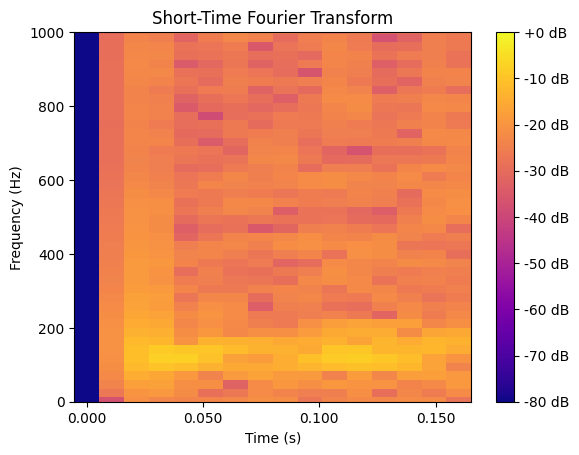 Short-Time Fourier Transform
1000
800
600
400
200
0
Frequency (Hz)
0.000
0.050
0.100
0.150
Time (s)
+0 dB
-10 dB
-20 dB
-30 dB
-40 dB
-50 dB
-60 dB
-70 dB
-80 dB